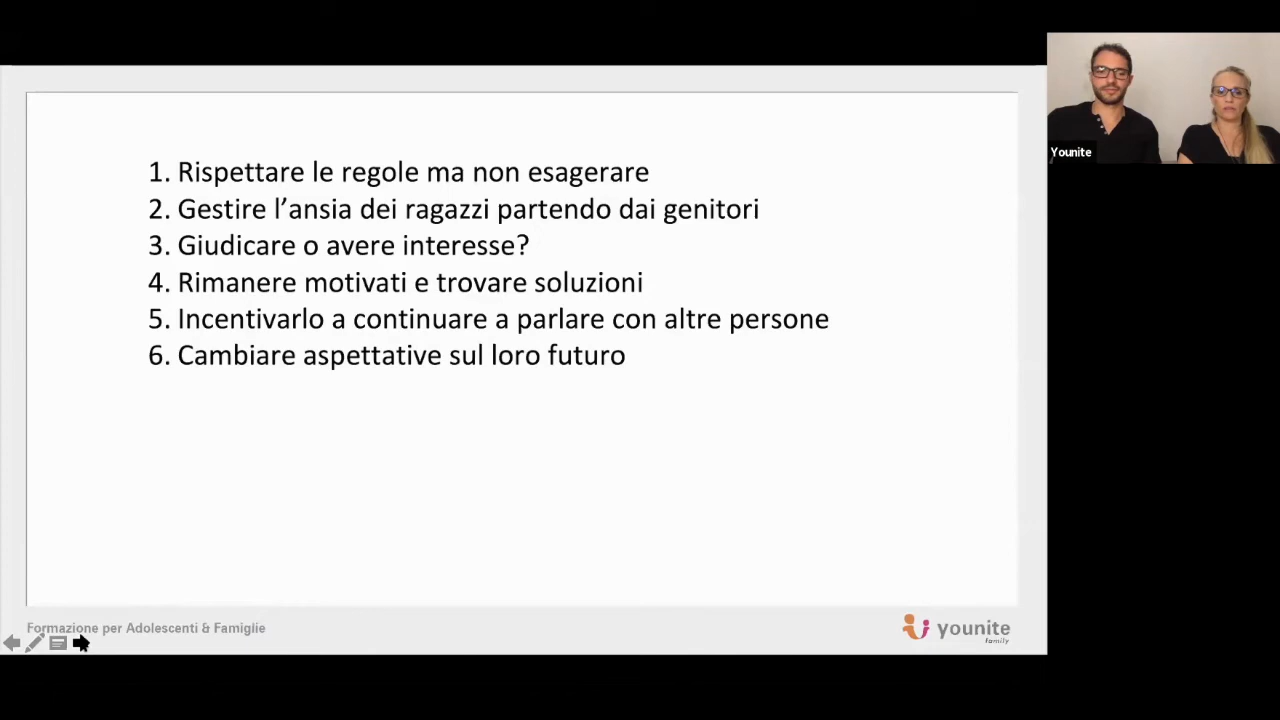 1. Rispettare le regole ma non esagerare
2. Gestire l’ansia dei ragazzi partendo dai genitori
3. Giudicare o avere interesse?
4. Rimanere motivati e trovare soluzioni
5. Incentivarlo a continuare a parlare con altre persone
6. Cambiare aspettative sul loro futuro
Younite
Formazione per Adolescenti & Famiglie
younite
family